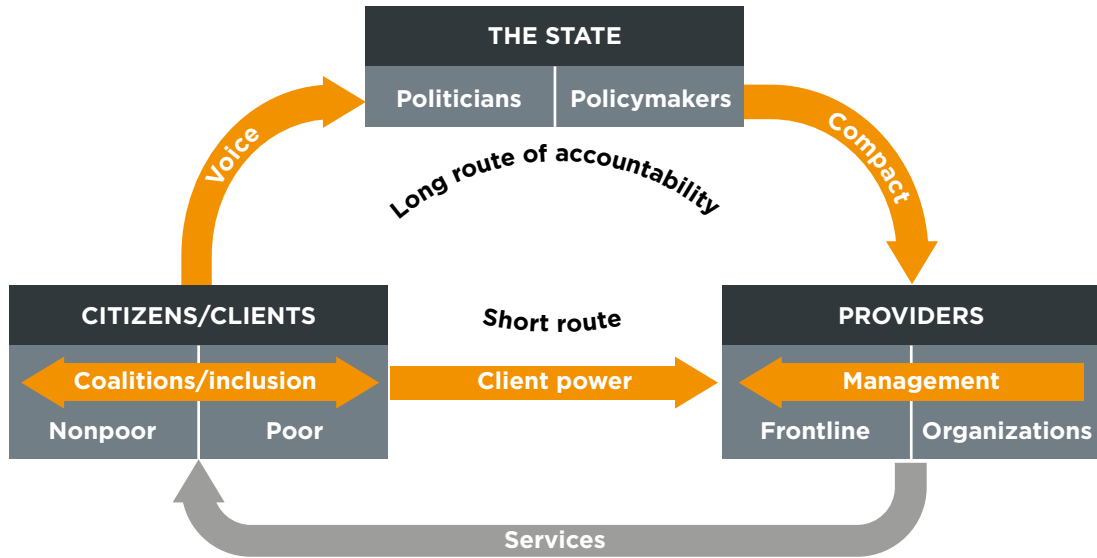 THE STATE
Politicians
Policymakers
Voice
Compact
Long route of accountability
CITIZENS/CLIENTS
Short route
PROVIDERS
Coalitions/inclusion
Client power
Management
Nonpoor
Poor
Frontline
Organizations
Services